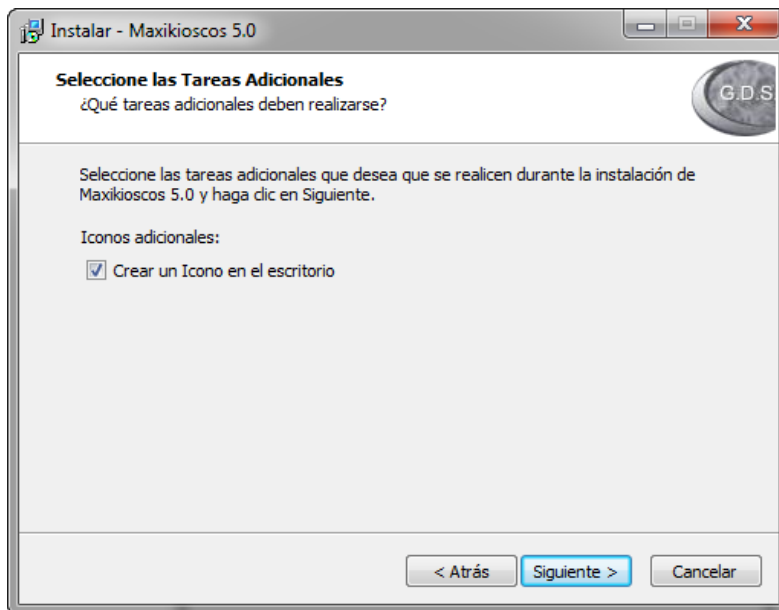 Instalar - Maxikioscos 5.0
Seleccione las Tareas Adicionales
¿Qué tareas adicionales deben realizarse?
G.D.S
Seleccione las tareas adicionales que desea que se realicen durante la instalación de
Maxikioscos 5.0 y haga clic en Siguiente.
Iconos adicionales:
Crear un Icono en el escritorio
< Atrás
Siguiente >
Cancelar